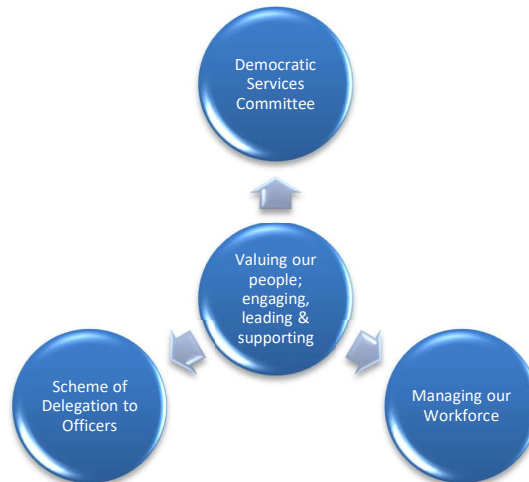 Democratic
Services
Committee
Valuing our
people;
engaging,
leading &
supporting
Scheme of
Delegation to
Officers
Managing our
Workforce